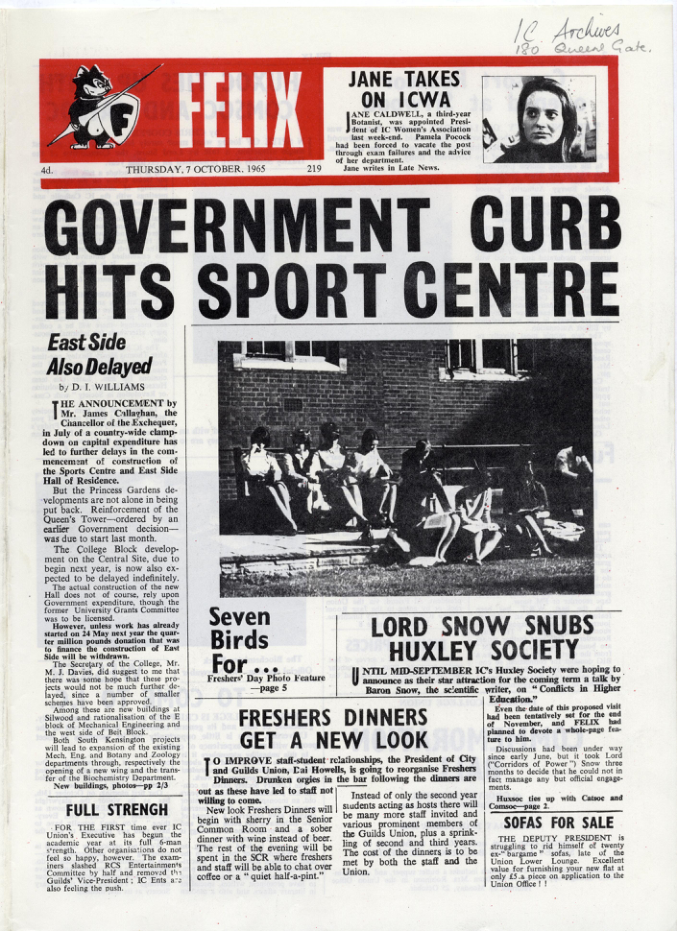 IC Archives
180 Queens Gate.
FELIX
F
4d. THURSDAY, 7 OCTOBER, 1965 219
JANE TAKES
ON ICWA
JANE CALDWELL, a third-year
Botanist, was appointed Presi-
dent of IC Women's Association
last week-end. Pamela Pocock
had been forced to vacate the post
through exam failures and the advice
of her department.
Jane writes in Late News.
GOVERNMENT CURB
HITS SPORT CENTRE
East Side
Also Delayed
by D. I. WILLIAMS
THE ANNOUNCEMENT by
Mr. James Callaghan, the
Chancellor of the Exchequer,
in July of a country-wide clamp-
down on capital expenditure has
led to further delays in the com-
mencement of construction of
the Sports Centre and East Side
Hall of Residence.
But the Princess Gardens de-
velopments are not alone in being
put back. Reinforcement of the
Queen's Tower—ordered by an
earlier Government decision—
was due to start last month.
The College Block develop-
ment on the Central Site, due to
begin next year, is now also ex-
pected to be delayed indefinitely.
The actual construction of the new
Hall does not of course, rely upon
Government expenditure, though the
former University Grants Committee
was to be licensed.
However, unless work has already
started on 24 May next year the quar-
ter million pounds donation that was
to finance the construction of East
Side will be withdrawn.
The Secretary of the College, Mr.
M. J. Davies, did suggest to me that
there was some hope that these pro-
jects would not be much further de-
layed, since a number of smaller
schemes have been approved.
Among these are new buildings at
Silwood and rationalisation of the E
block of Mechanical Engineering and
the west side of Beit Block.
Both South Kensington projects
will lead to expansion of the existing
Mech, Eng. and Botany and Zoology
departments through, respectively the
opening of a new wing and the trans-
fer of the Biochemistry Department.
New buildings, photos—pp 2/3
FULL STRENGH
FOR THE FIRST time ever IC
Union's Executive has begun the
academic year at its full 6-man
strength. Other organisations do not
feel so happy, however. The exam-
iners slashed RCS Entertainments
Committee by half and removed the
Guilds' Vice-President ; IC Ents are
also feeling the push.
Seven
Birds
For ...
Freshers' Day Photo Feature
—page 5
LORD SNOW SNUBS
HUXLEY SOCIETY
UNTIL MID-SEPTEMBER IC's Huxley Society were hoping to
announce as their star attraction for the coming term a talk by
Baron Snow, the scientific writer, on " Conflicts in Higher
Education."
Even the date of this proposed visit
had been tentatively set for the end
of November, and FELIX had
planned to devote a whole-page fea-
ture to him.
Discussions had been under way
since early June, but it took Lord
("Corridors of Power") Snow three
months to decide that he could not in
fact manage any but official engage-
ments.
Huxsoc ties up with Catsoc and
Comsoc—page 2.
FRESHERS DINNERS
GET A NEW LOOK
TO IMPROVE staff-student relationships, the President of City
and Guilds Union, Dai Howells, is going to reorganise Freshers
Dinners. Drunken orgies in the bar following the dinners are
out as these have led to staff not
willing to come.
New look Freshers Dinners will
begin with sherry in the Senior
Common Room and a sober
dinner with wine instead of beer.
The rest of the evening will be
spent in the SCR where freshers
and staff will be able to chat over
coffee or a " quiet half-a-pint."
Instead of only the second year
students acting as hosts there will
be many more staff invited and
various prominent members of
the Guilds Union, plus a sprink-
ling of second and third years.
The cost of the dinners is to be
met by both the staff and the
Union.
SOFAS FOR SALE
THE DEPUTY PRESIDENT is
struggling to rid himself of twenty
ex-" bargame " sofas, late of the
Union Lower Lounge. Excellent
value for furnishing your new flat at
only £5 a piece on application to the
Union Office ! !